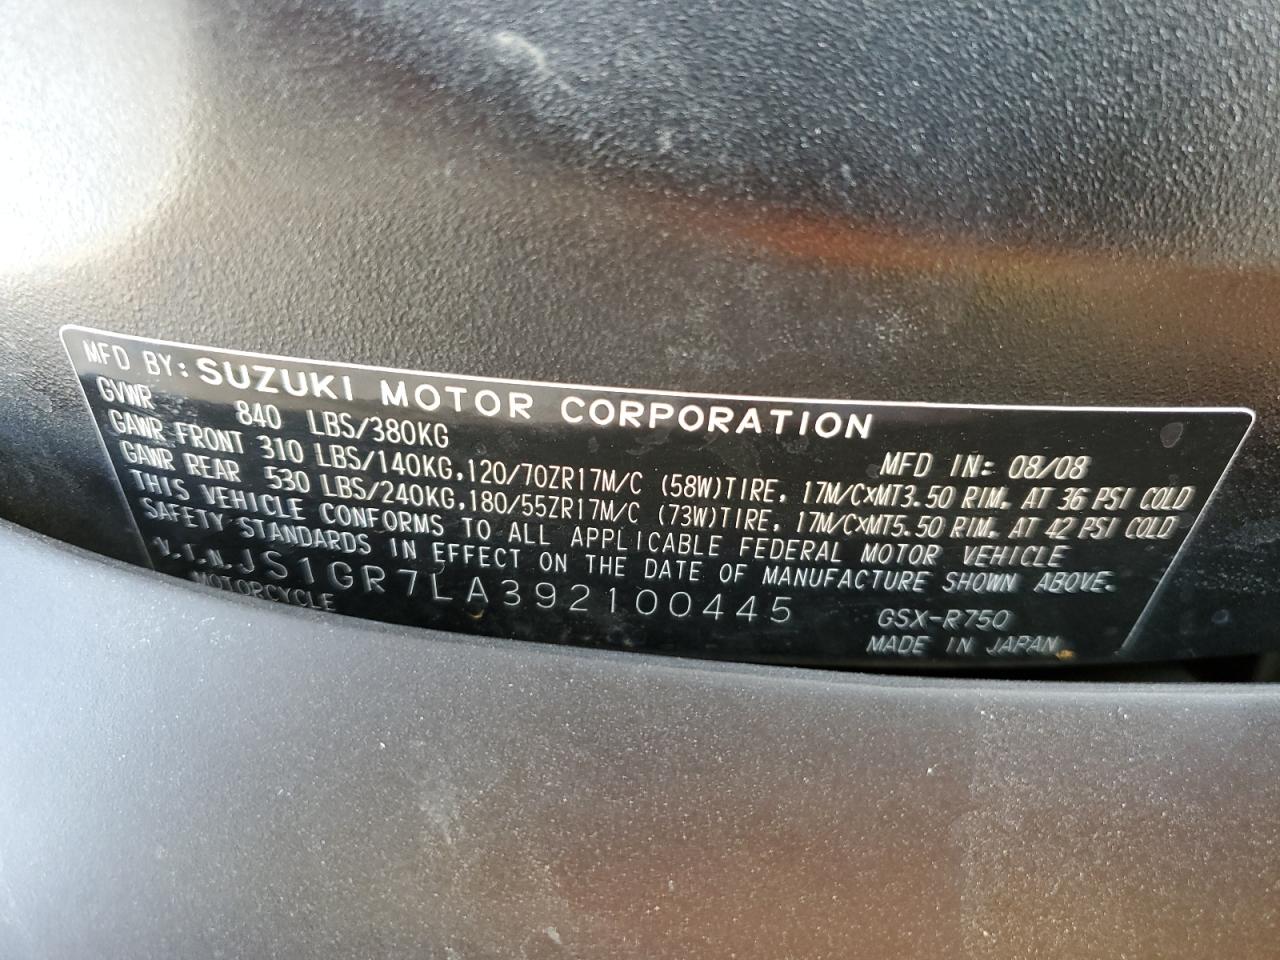 MFD BY: SUZUKI MOTOR CORPORATION
GVWR 840 LBS/380KG MFD IN: 08/08
GAWR FRONT 310 LBS/140KG, 120/70ZR17M/C (58W)TIRE, 17M/C×MT3.50 RIM, AT 36 PSI COLD
GAWR REAR 530 LBS/240KG, 180/55ZR17M/C (73W)TIRE, 17M/C×MT5.50 RIM, AT 42 PSI COLD
THIS VEHICLE CONFORMS TO ALL APPLICABLE FEDERAL MOTOR VEHICLE
SAFETY STANDARDS IN EFFECT ON THE DATE OF MANUFACTURE SHOWN ABOVE.
V.I.N. JS1GR7LA392100445 GSX-R750
MOTORCYCLE MADE IN JAPAN